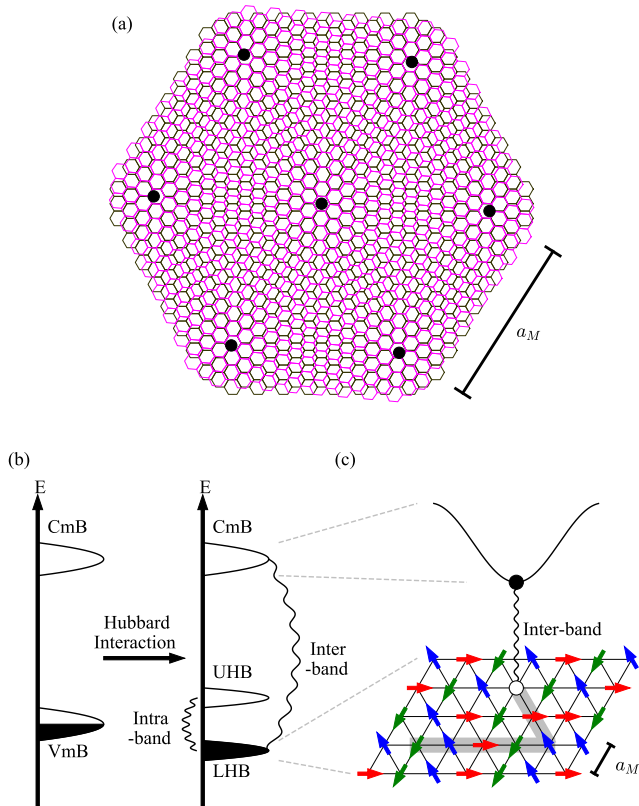 (a)
a_M
(b)
(c)
E
E
CmB
CmB
Hubbard
Interaction
Inter
-band
Inter-band
UHB
Intra
-band
VmB
LHB
a_M